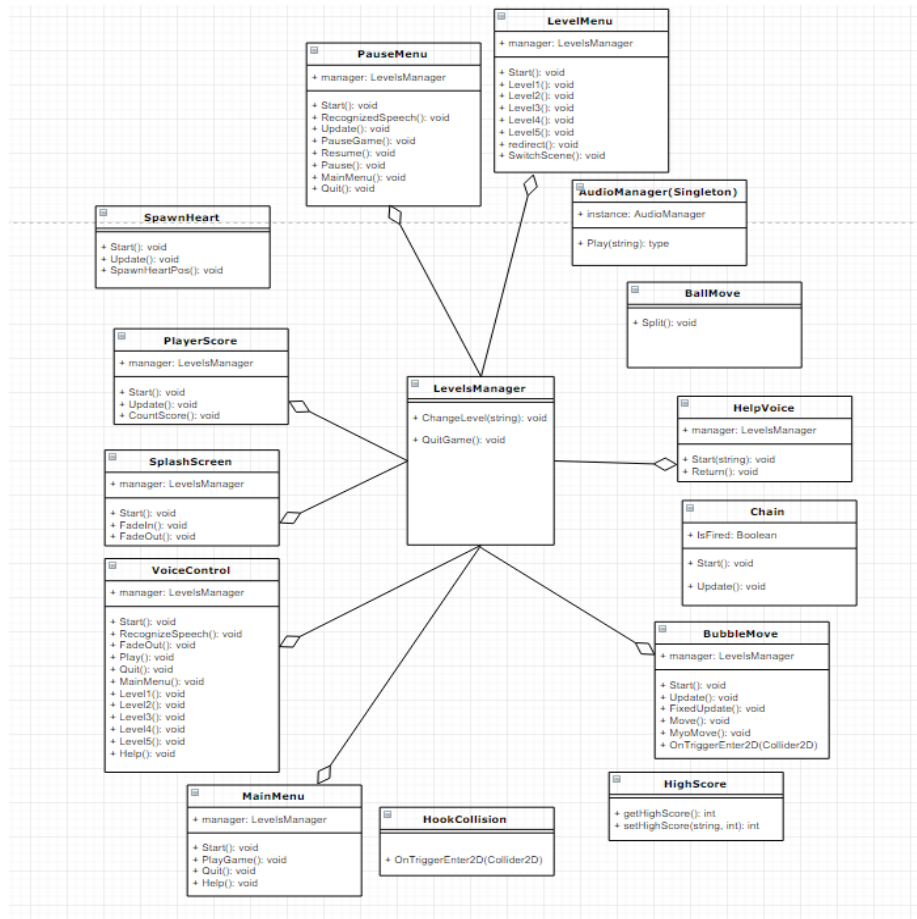 LevelMenu
+ manager: LevelsManager
+ Start(): void
+ Level1(): void
+ Level2(): void
+ Level3(): void
+ Level4(): void
+ Level5(): void
+ redirect(): void
+ SwitchScene(): void
PauseMenu
+ manager: LevelsManager
+ Start(): void
+ RecognizedSpeech(): void
+ Update(): void
+ PauseGame(): void
+ Resume(): void
+ Pause(): void
+ MainMenu(): void
+ Quit(): void
AudioManager(Singleton)
+ instance: AudioManager
+ Play(string): type
SpawnHeart
+ Start(): void
+ Update(): void
+ SpawnHeartPos(): void
BallMove
+ Split(): void
PlayerScore
+ manager: LevelsManager
+ Start(): void
+ Update(): void
+ CountScore(): void
LevelsManager
+ ChangeLevel(string): void
+ QuitGame(): void
HelpVoice
+ manager: LevelsManager
+ Start(string): void
+ Return(): void
SplashScreen
+ manager: LevelsManager
+ Start(): void
+ FadeIn(): void
+ FadeOut(): void
Chain
+ IsFired: Boolean
+ Start(): void
+ Update(): void
VoiceControl
+ manager: LevelsManager
+ Start(): void
+ RecognizeSpeech(): void
+ FadeOut(): void
+ Play(): void
+ Quit(): void
+ MainMenu(): void
+ Level1(): void
+ Level2(): void
+ Level3(): void
+ Level4(): void
+ Level5(): void
+ Help(): void
BubbleMove
+ manager: LevelsManager
+ Start(): void
+ Update(): void
+ FixedUpdate(): void
+ Move(): void
+ MyoMove(): void
+ OnTriggerEnter2D(Collider2D)
MainMenu
+ manager: LevelsManager
+ Start(): void
+ PlayGame(): void
+ Quit(): void
+ Help(): void
HookCollision
+ OnTriggerEnter2D(Collider2D)
HighScore
+ getHighScore(): int
+ setHighScore(string, int): int